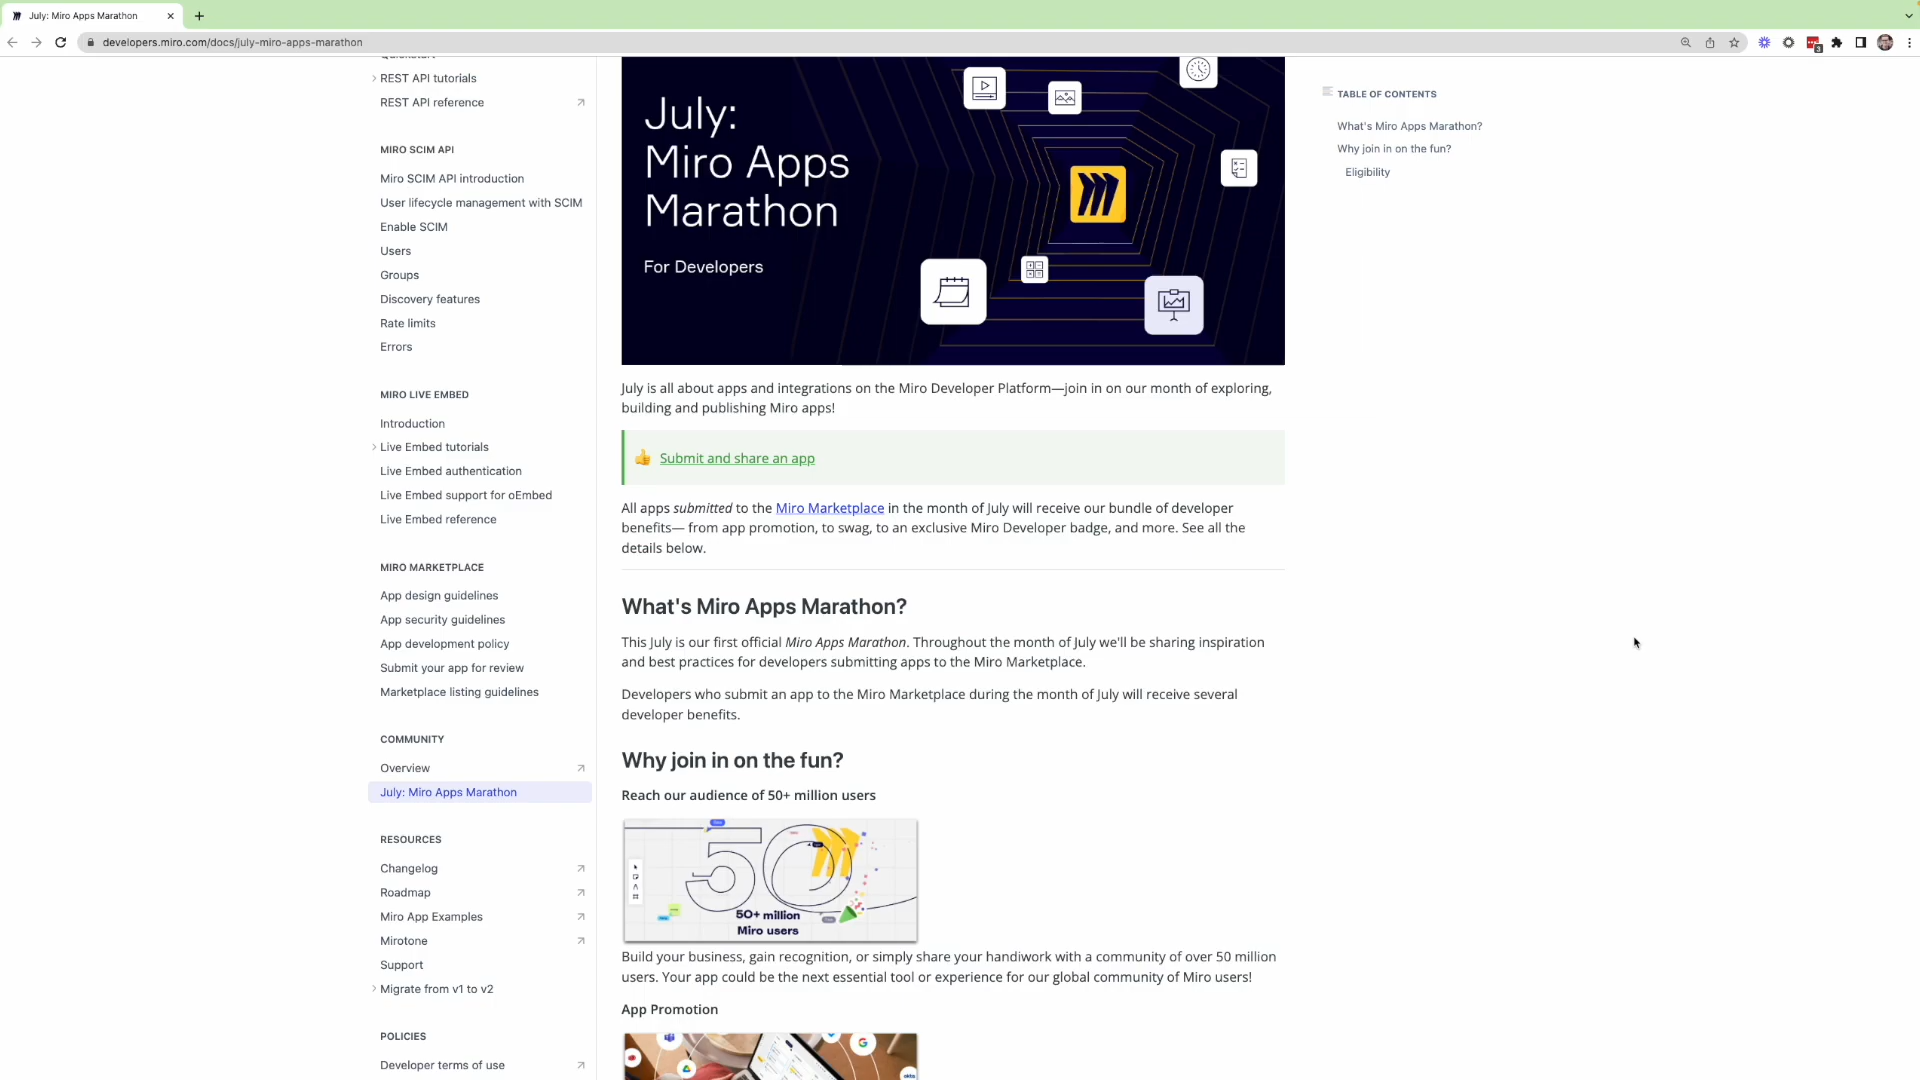 July: Miro Apps Marathon
developers.miro.com/docs/july-miro-apps-marathon
REST API tutorials
REST API reference
MIRO SCIM API
Miro SCIM API introduction
User lifecycle management with SCIM
Enable SCIM
Users
Groups
Discovery features
Rate limits
Errors
MIRO LIVE EMBED
Introduction
Live Embed tutorials
Live Embed authentication
Live Embed support for oEmbed
Live Embed reference
MIRO MARKETPLACE
App design guidelines
App security guidelines
App development policy
Submit your app for review
Marketplace listing guidelines
COMMUNITY
Overview
July: Miro Apps Marathon
RESOURCES
Changelog
Roadmap
Miro App Examples
Mirotone
Support
Migrate from v1 to v2
POLICIES
Developer terms of use
July:
Miro Apps
Marathon
For Developers
July is all about apps and integrations on the Miro Developer Platform—join in on our month of exploring,
building and publishing Miro apps!
👍 Submit and share an app
All apps submitted to the Miro Marketplace in the month of July will receive our bundle of developer
benefits— from app promotion, to swag, to an exclusive Miro Developer badge, and more. See all the
details below.
What's Miro Apps Marathon?
This July is our first official Miro Apps Marathon. Throughout the month of July we'll be sharing inspiration
and best practices for developers submitting apps to the Miro Marketplace.
Developers who submit an app to the Miro Marketplace during the month of July will receive several
developer benefits.
Why join in on the fun?
Reach our audience of 50+ million users
50
50+ million
Miro users
Build your business, gain recognition, or simply share your handiwork with a community of over 50 million
users. Your app could be the next essential tool or experience for our global community of Miro users!
App Promotion
TABLE OF CONTENTS
What's Miro Apps Marathon?
Why join in on the fun?
Eligibility